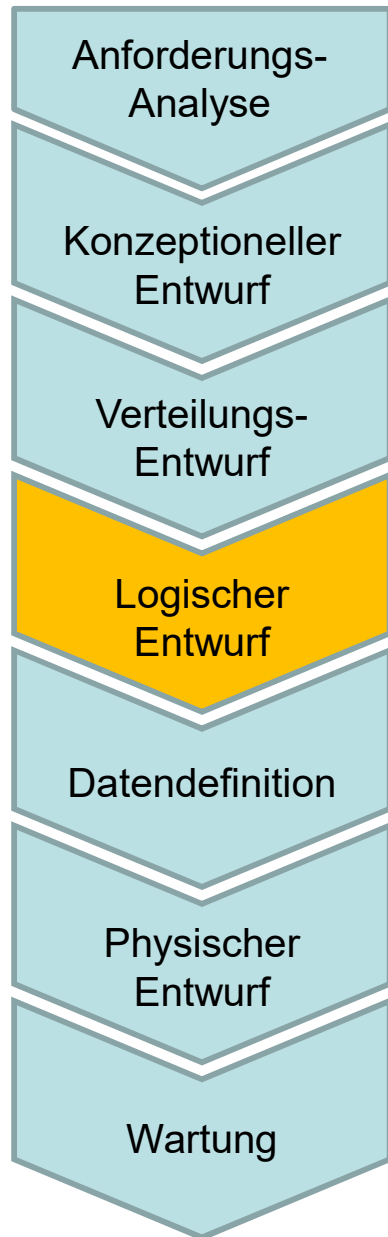 Anforderungs-
Analyse
Konzeptioneller
Entwurf
Verteilungs-
Entwurf
Logischer
Entwurf
Datendefinition
Physischer
Entwurf
Wartung